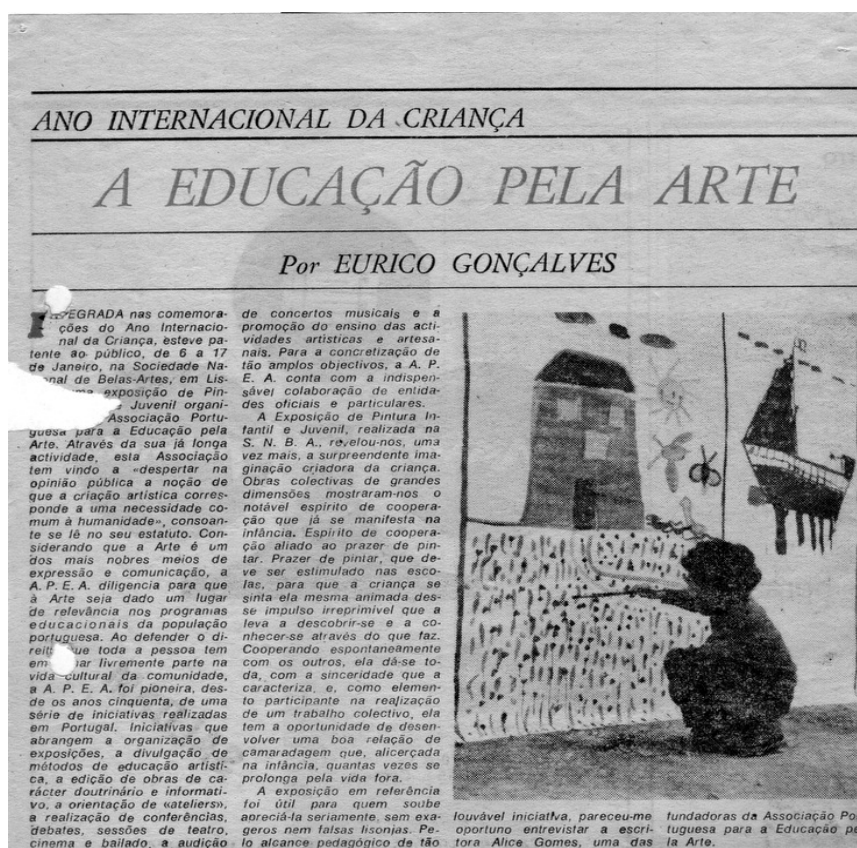 ANO INTERNACIONAL DA CRIANÇA
A EDUCAÇÃO PELA ARTE
Por EURICO GONÇALVES
EGRADA nas comemora-
ções do Ano Internacio-
nal da Criança, esteve pa-
tente ao público, de 6 a 17
de Janeiro, na Sociedade Na-
nal de Belas-Artes, em Lis-
ma exposição de Pin-
e Juvenil organi-
Associação Portu-
guesa para a Educação pela
Arte. Através da sua já longa
actividade, esta Associação
tem vindo a «despertar na
opinião pública a noção de
que a criação artística corres-
ponde a uma necessidade co-
mum à humanidade», consoan-
te se lê no seu estatuto. Con-
siderando que a Arte é um
dos mais nobres meios de
expressão e comunicação, a
A. P. E. A. diligencia para que
à Arte seja dado um lugar
de relevância nos programas
educacionais da população
portuguesa. Ao defender o di-
reit ue toda a pessoa tem
em ar livremente parte na
vida cultural da comunidade,
a A. P. E. A. foi pioneira, des-
de os anos cinquenta, de uma
série de iniciativas realizadas
em Portugal. Iniciativas que
abrangem a organização de
exposições, a divulgação de
métodos de educação artísti-
ca, a edição de obras de ca-
rácter doutrinário e informati-
vo, a orientação de «ateliers»,
a realização de conferências,
debates, sessões de teatro,
cinema e bailado, a audição
de concertos musicais e a
promoção do ensino das acti-
vidades artísticas e artesa-
nais. Para a concretização de
tão amplos objectivos, a A. P.
E. A. conta com a indispen-
sável colaboração de entida-
des oficiais e particulares.
A Exposição de Pintura In-
fantil e Juvenil, realizada na
S. N. B. A., revelou-nos, uma
vez mais, a surpreendente ima-
ginação criadora da criança.
Obras colectivas de grandes
dimensões mostraram-nos o
notável espírito de coopera-
ção que já se manifesta na
infância. Espírito de coopera-
ção aliado ao prazer de pin-
tar. Prazer de pintar, que de-
ve ser estimulado nas esco-
las, para que a criança se
sinta ela mesma animada des-
se impulso irreprimível que a
leva a descobrir-se e a co-
nhecer-se através do que faz.
Cooperando espontaneamente
com os outros, ela dá-se to-
da, com a sinceridade que a
caracteriza, e, como elemen-
to participante na realização
de um trabalho colectivo, ela
tem a oportunidade de desen-
volver uma boa relação de
camaradagem que, alicerçada
na infância, quantas vezes se
prolonga pela vida fora.
A exposição em referência
foi útil para quem soube
apreciá-la seriamente, sem exa-
geros nem falsas lisonjas. Pe-
lo alcance pedagógico de tão
louvável iniciativa, pareceu-me
oportuno entrevistar a escri-
tora Alice Gomes, uma das
fundadoras da Associação Po
tuguesa para a Educação pe
la Arte.